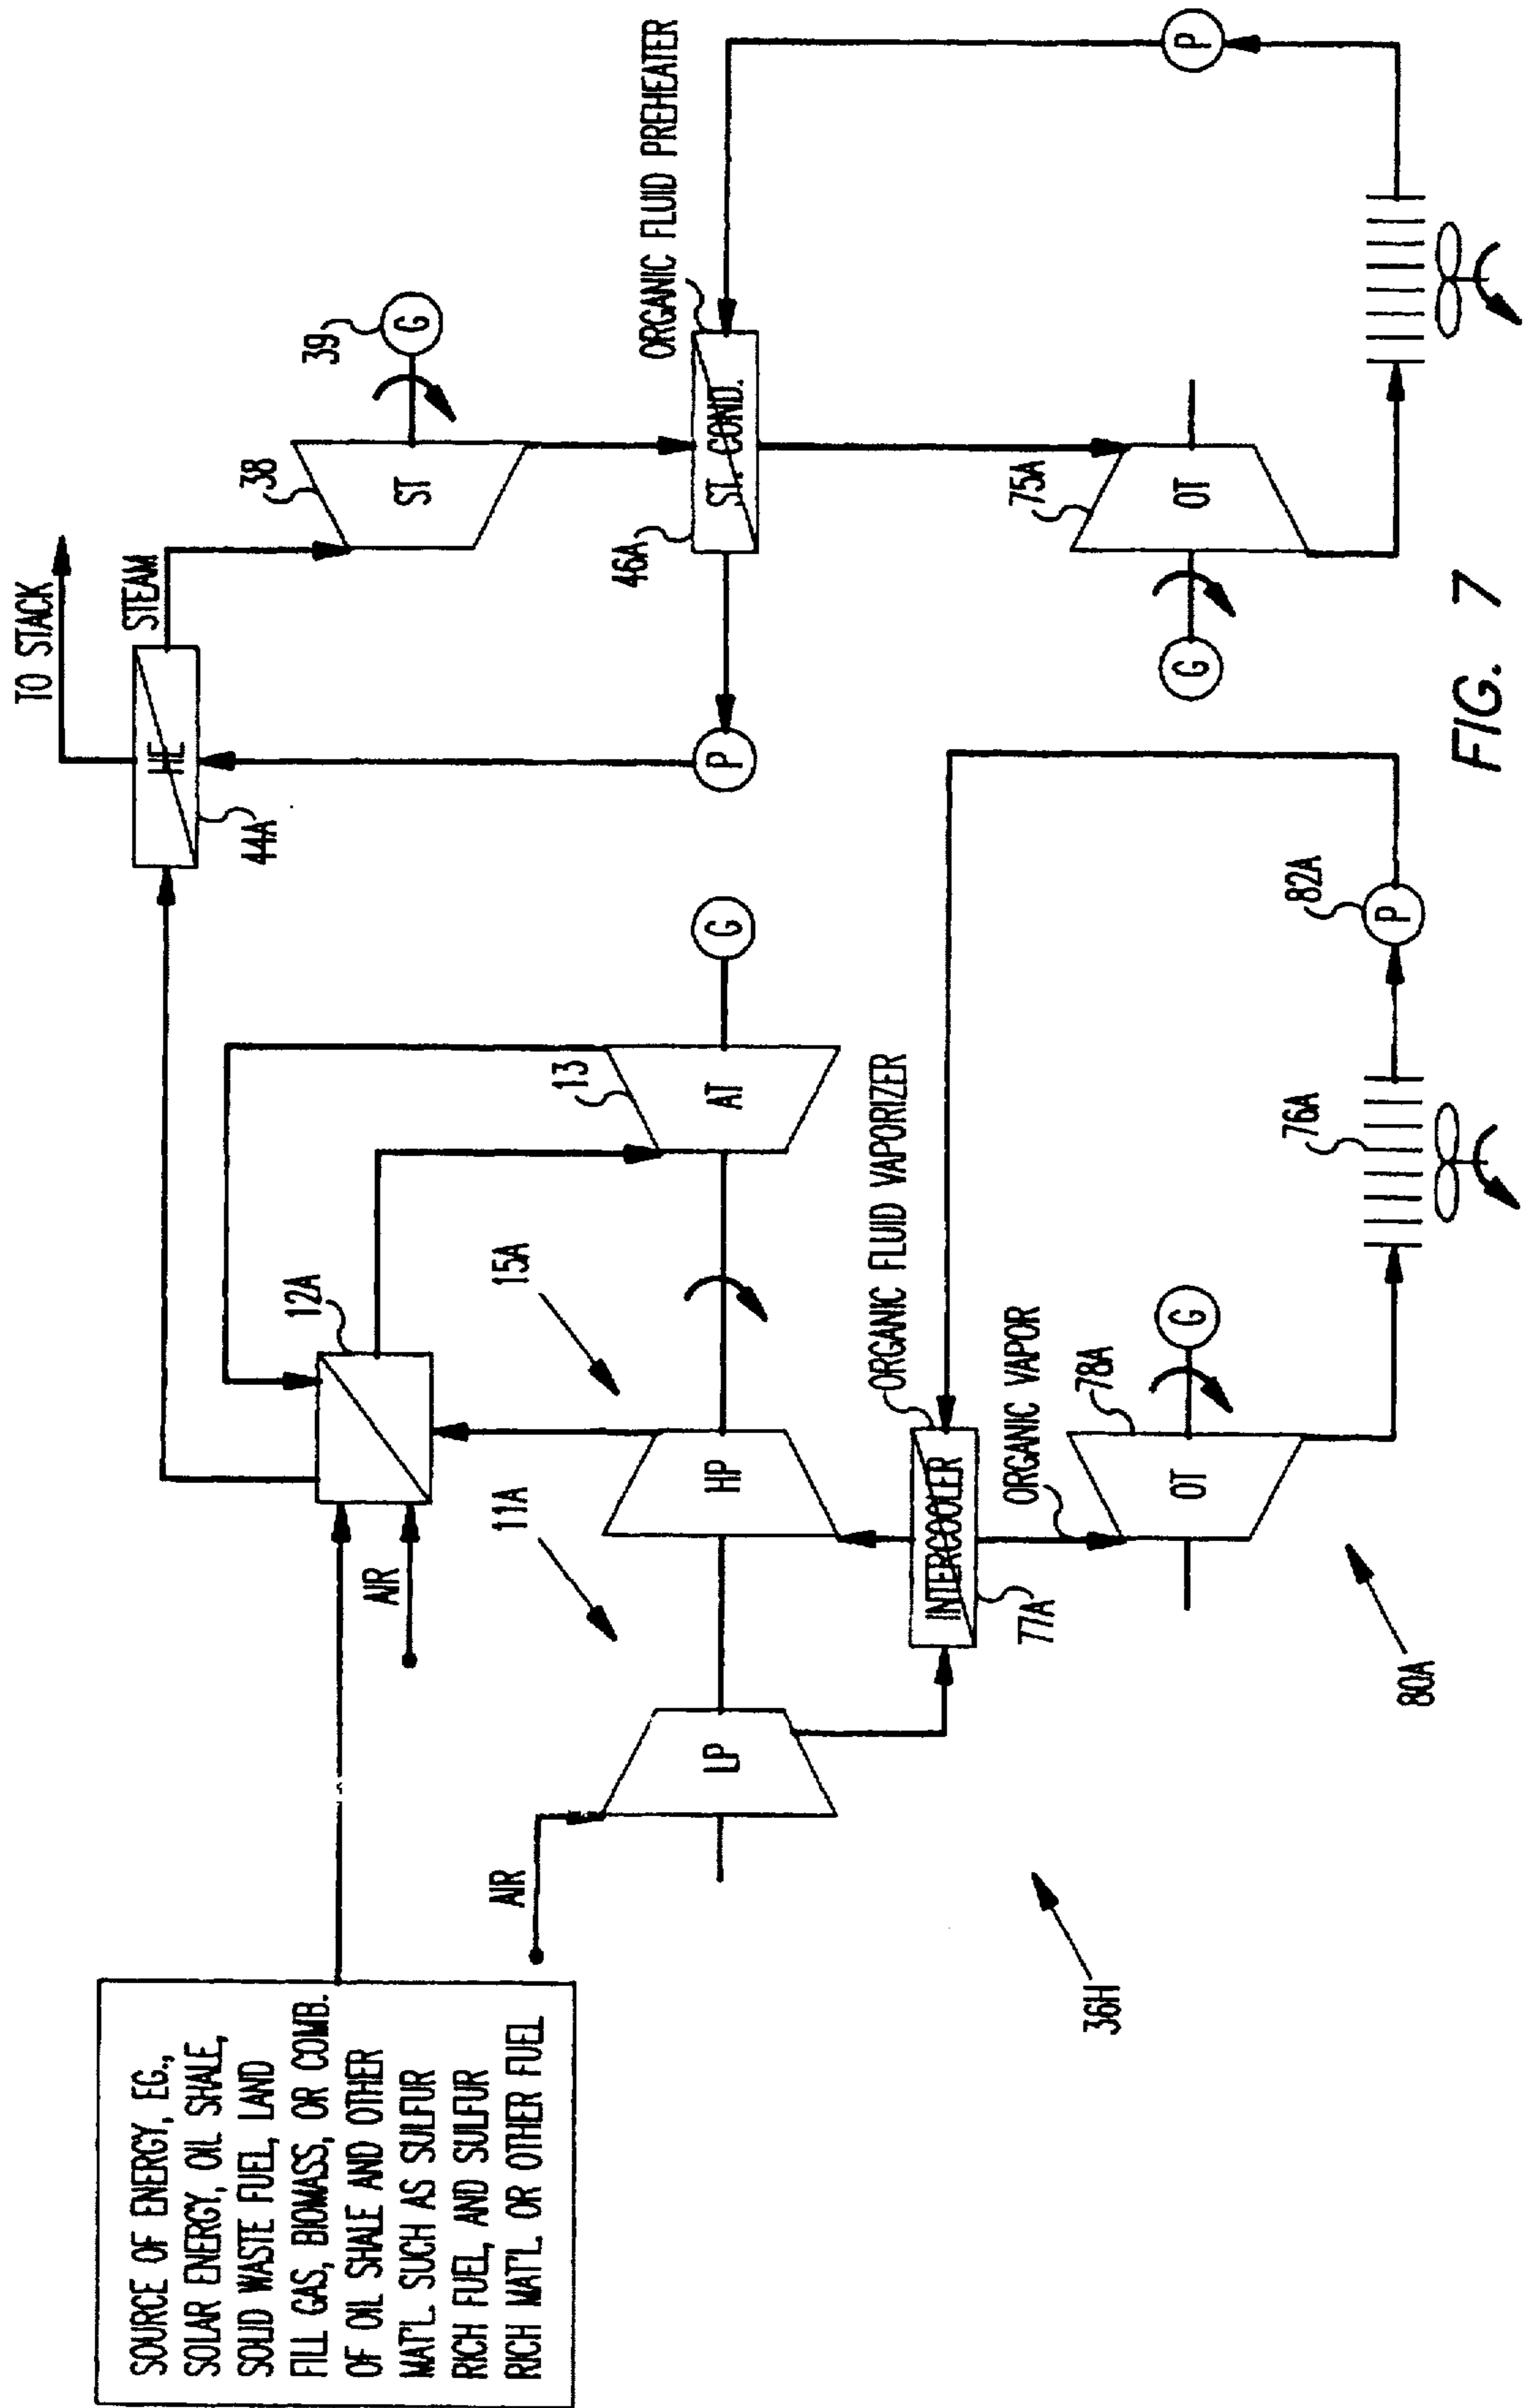 SOURCE OF ENERGY, EG.,
SOLAR ENERGY, OIL SHALE,
SOLID WASTE FUEL, LAND
FILL GAS, BIOMASS, OR COMB.
OF OIL SHALE AND OTHER
MAT'L. SUCH AS SULFUR
RICH FUEL, AND SULFUR
RICH MAT'L. OR OTHER FUEL
TO STACK
HE
44A
STEAM
38
ST
39
G
AIR
12A
P
46A
ST. COND.
ORGANIC FLUID PREHEATER
AIR
LP
11A
HP
15A
13
AT
G
INTERCOOLER
77A
ORGANIC FLUID VAPORIZER
ORGANIC VAPOR
78A
OT
G
80A
76A
82A
P
G
75A
OT
P
36H
FIG. 7